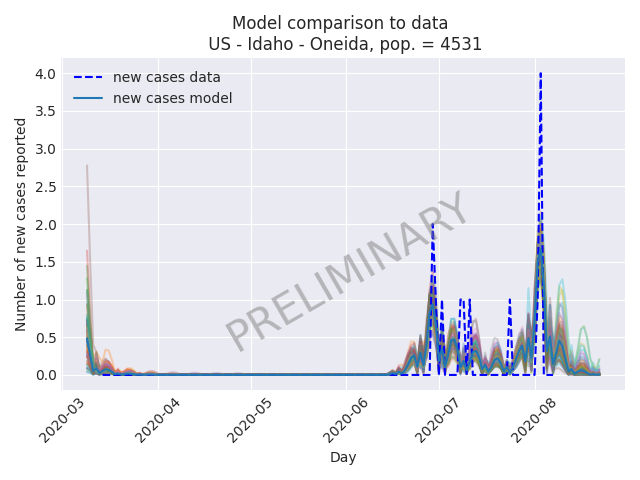 Model comparison to data
US - Idaho - Oneida, pop. = 4531
new cases data
new cases model
PRELIMINARY
Number of new cases reported
4.0
3.5
3.0
2.5
2.0
1.5
1.0
0.5
0.0
2020-03
2020-04
2020-05
2020-06
2020-07
2020-08
Day